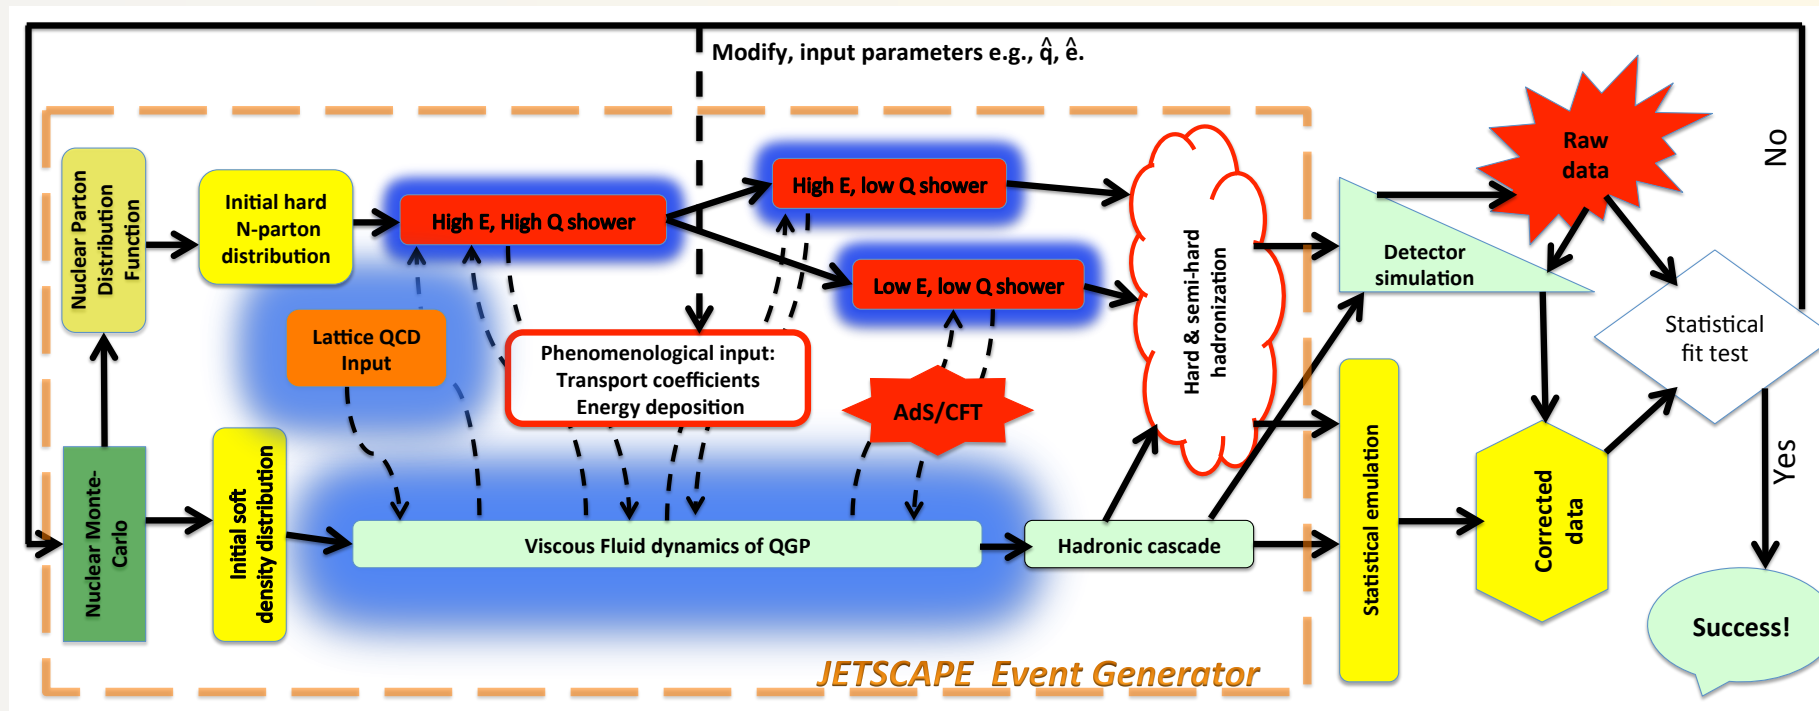 Modify, input parameters e.g., q̂, ê.
Nuclear Parton
Distribution
Function
Initial hard
N-parton
distribution
High E, High Q shower
High E, low Q shower
Low E, low Q shower
Lattice QCD
Input
Phenomenological input:
Transport coefficients
Energy deposition
AdS/CFT
Hard & semi-hard
hadronization
Nuclear Monte-
Carlo
Initial soft
density distribution
Viscous Fluid dynamics of QGP
Hadronic cascade
JETSCAPE Event Generator
Detector
simulation
Raw
data
Statistical emulation
Corrected
data
Statistical
fit test
No
Yes
Success!